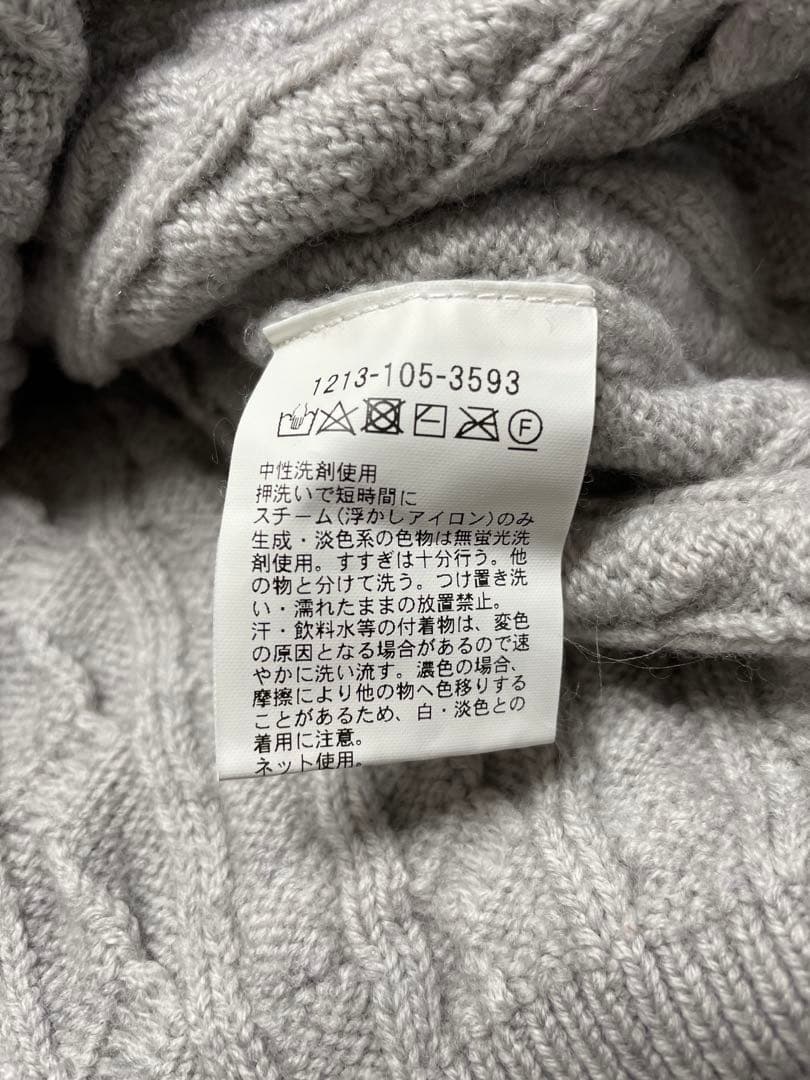 1213-105-3593
F
中性洗剤使用
押洗いで短時間に
スチーム(浮かしアイロン)のみ
生成・淡色系の色物は無蛍光洗
剤使用。すすぎは十分行う。他
の物と分けて洗う。つけ置き洗
い・濡れたままの放置禁止。
汗・飲料水等の付着物は、変色
の原因となる場合があるので速
やかに洗い流す。濃色の場合、
摩擦により他の物へ色移りする
ことがあるため、白・淡色との
着用に注意。
ネット使用。